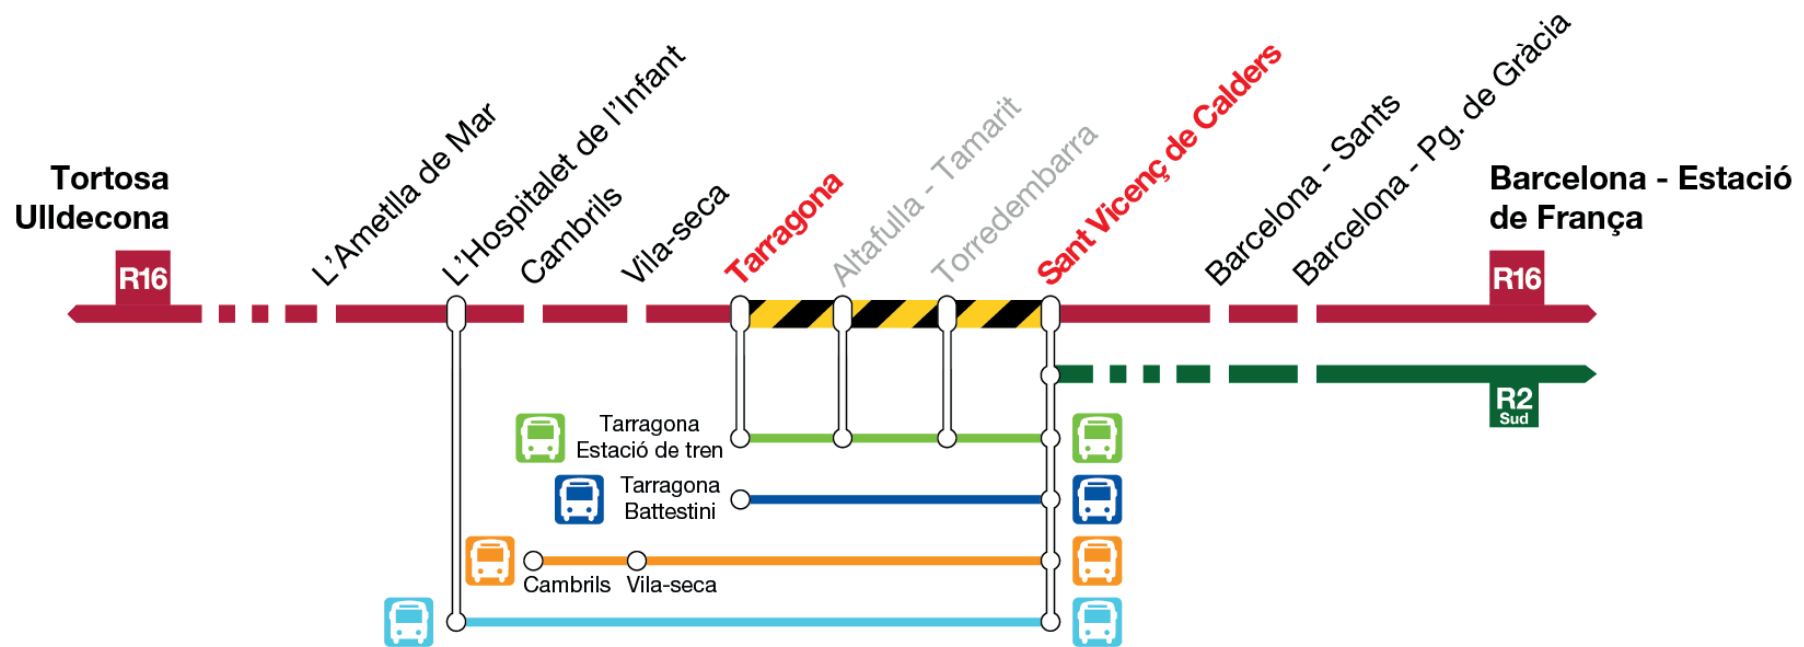 Tortosa
Ulldecona
R16
L'Ametlla de Mar
L'Hospitalet de l'Infant
Cambrils
Vila-seca
Tarragona
Altafulla - Tamarit
Torredembarra
Sant Vicenç de Calders
Barcelona - Sants
Barcelona - Pg. de Gràcia
Barcelona - Estació
de França
R16
R2
Sud
Tarragona
Estació de tren
Tarragona
Battestini
Cambrils
Vila-seca